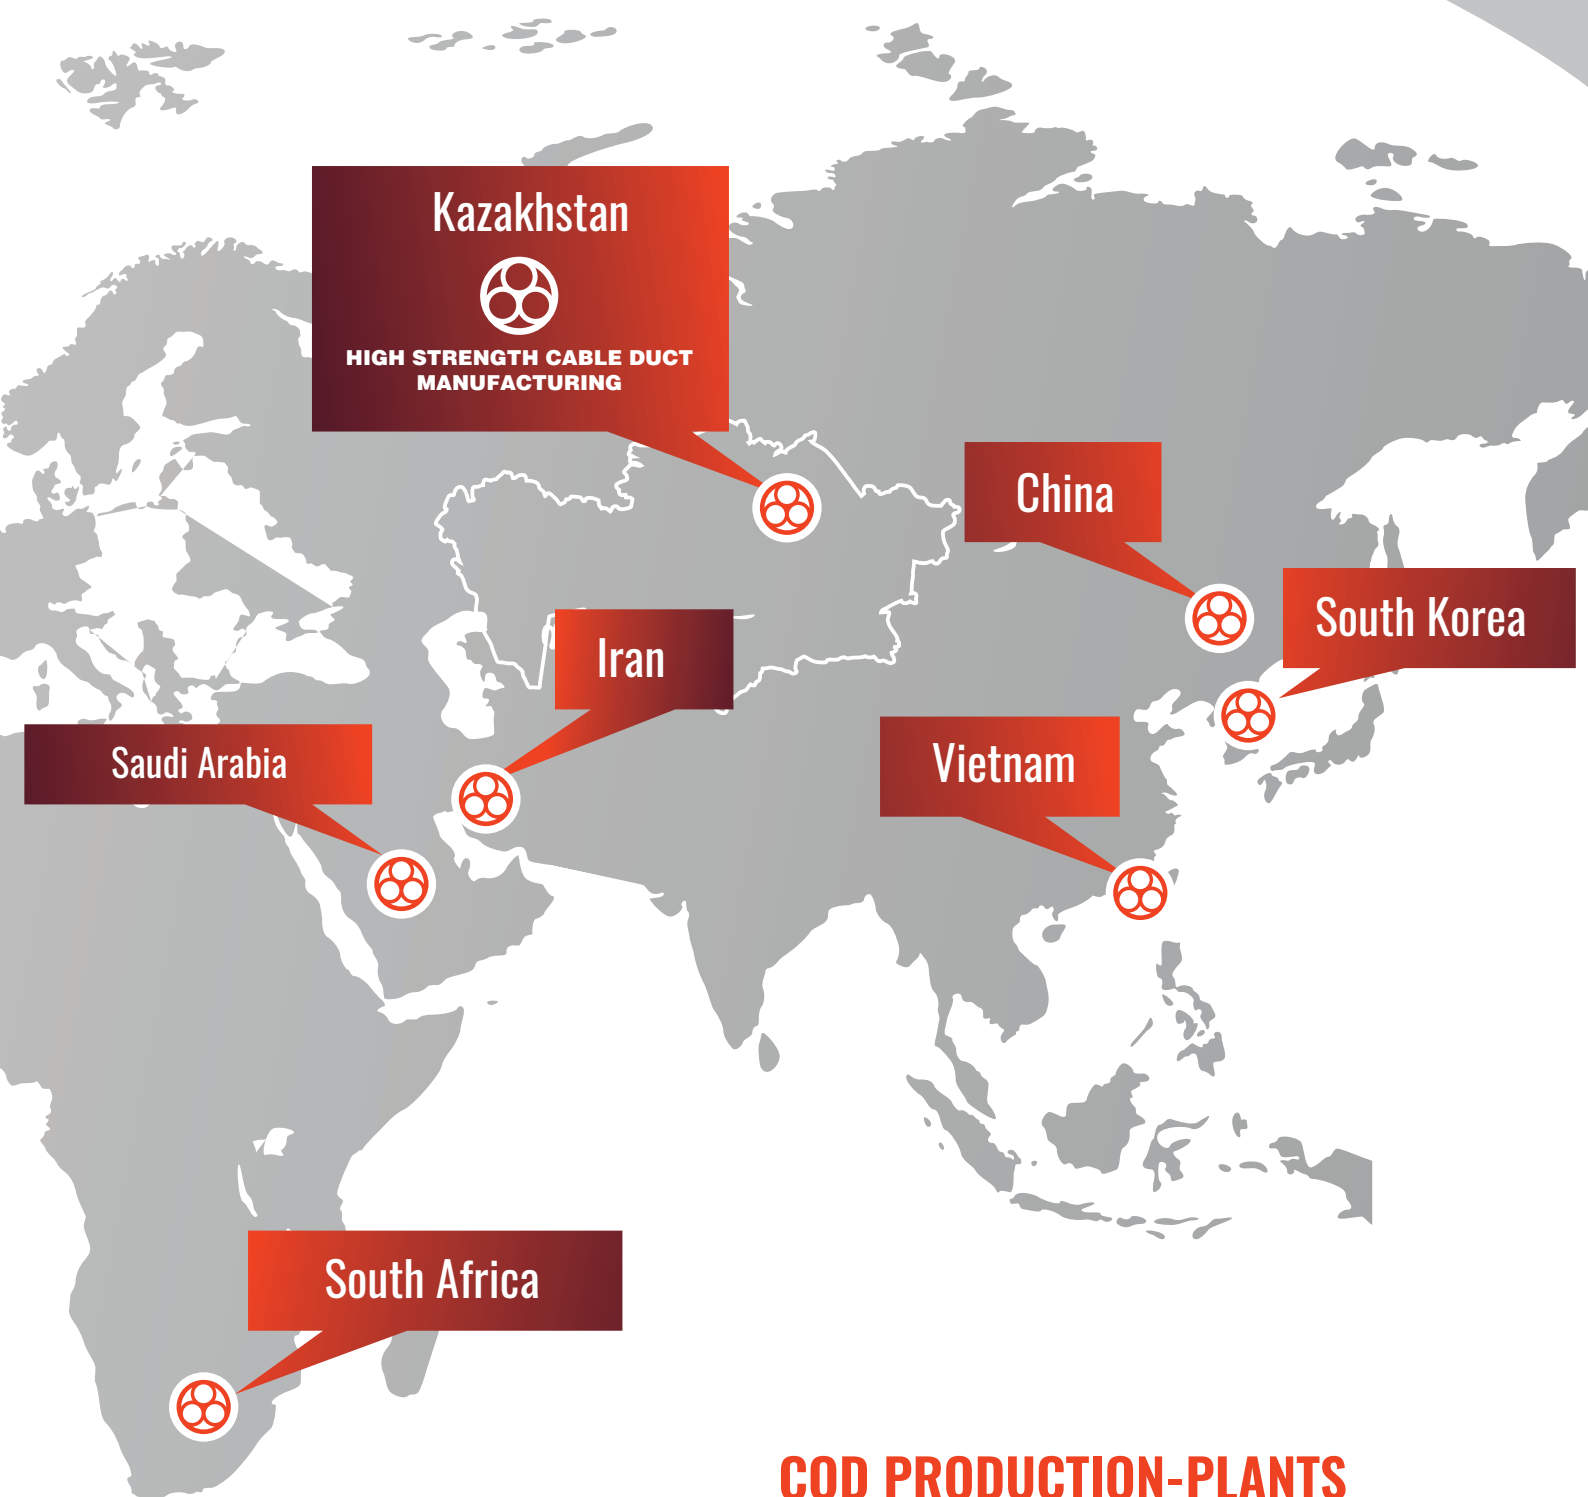 Kazakhstan
HIGH STRENGTH CABLE DUCT
MANUFACTURING
China
South Korea
Iran
Saudi Arabia
Vietnam
South Africa
COD PRODUCTION-PLANTS